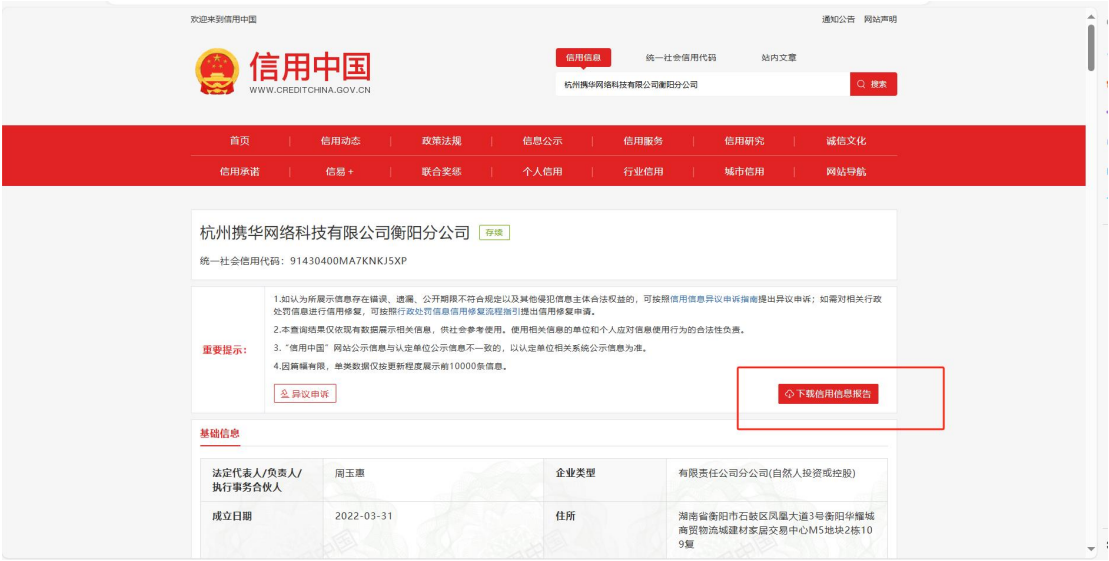 欢迎来到信用中国
通知公告 网站声明
信用中国
WWW.CREDITCHINA.GOV.CN
信用信息 统一社会信用代码 站内文章
杭州携华网络科技有限公司衡阳分公司 搜索
首页 信用动态 政策法规 信息公示 信用服务 信用研究 诚信文化
信用承诺 信易+ 联合奖惩 个人信用 行业信用 城市信用 网站导航
杭州携华网络科技有限公司衡阳分公司 存续
统一社会信用代码：91430400MA7KNKJ5XP
重要提示：
1.如认为所展示信息存在错误、遗漏、公开期限不符合规定以及其他侵犯信息主体合法权益的，可按照信用信息异议申诉指南提出异议申诉；如需对相关行政
处罚信息进行信用修复，可按照行政处罚信息信用修复流程指引提出信用修复申请。
2.本查询结果仅依现有数据展示相关信息，供社会参考使用。使用相关信息的单位和个人应对信息使用行为的合法性负责。
3.“信用中国”网站公示信息与认定单位公示信息不一致的，以认定单位相关系统公示信息为准。
4.因篇幅有限，单类数据仅按更新程度展示前10000条信息。
异议申诉
下载信用信息报告
基础信息
法定代表人/负责人/
执行事务合伙人
周玉惠
企业类型
有限责任公司分公司(自然人投资或控股)
成立日期
2022-03-31
住所
湖南省衡阳市石鼓区凤凰大道3号衡阳华耀城
商贸物流城建材家居交易中心M5地块2栋10
9复